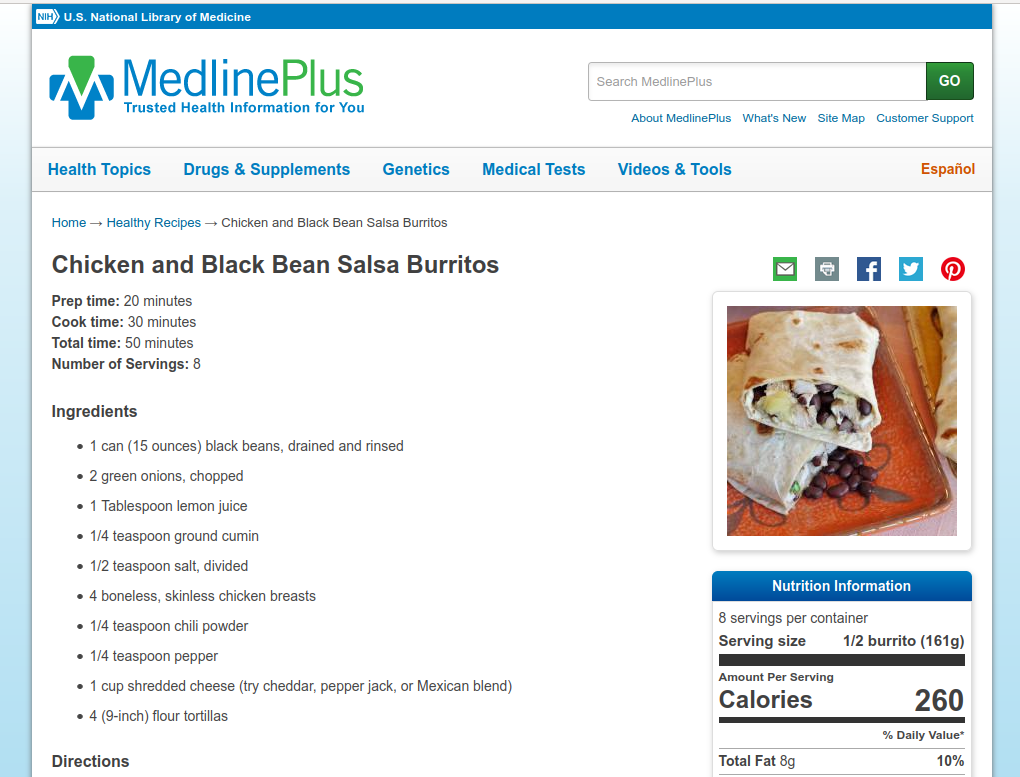 NIH U.S. National Library of Medicine
MedlinePlus
Trusted Health Information for You
Search MedlinePlus GO
About MedlinePlus What's New Site Map Customer Support
Health Topics Drugs & Supplements Genetics Medical Tests Videos & Tools Español
Home → Healthy Recipes → Chicken and Black Bean Salsa Burritos
Chicken and Black Bean Salsa Burritos
Prep time: 20 minutes
Cook time: 30 minutes
Total time: 50 minutes
Number of Servings: 8
Ingredients
• 1 can (15 ounces) black beans, drained and rinsed
• 2 green onions, chopped
• 1 Tablespoon lemon juice
• 1/4 teaspoon ground cumin
• 1/2 teaspoon salt, divided
• 4 boneless, skinless chicken breasts
• 1/4 teaspoon chili powder
• 1/4 teaspoon pepper
• 1 cup shredded cheese (try cheddar, pepper jack, or Mexican blend)
• 4 (9-inch) flour tortillas
Directions
Nutrition Information
8 servings per container
Serving size 1/2 burrito (161g)
Amount Per Serving
Calories 260
% Daily Value*
Total Fat 8g 10%